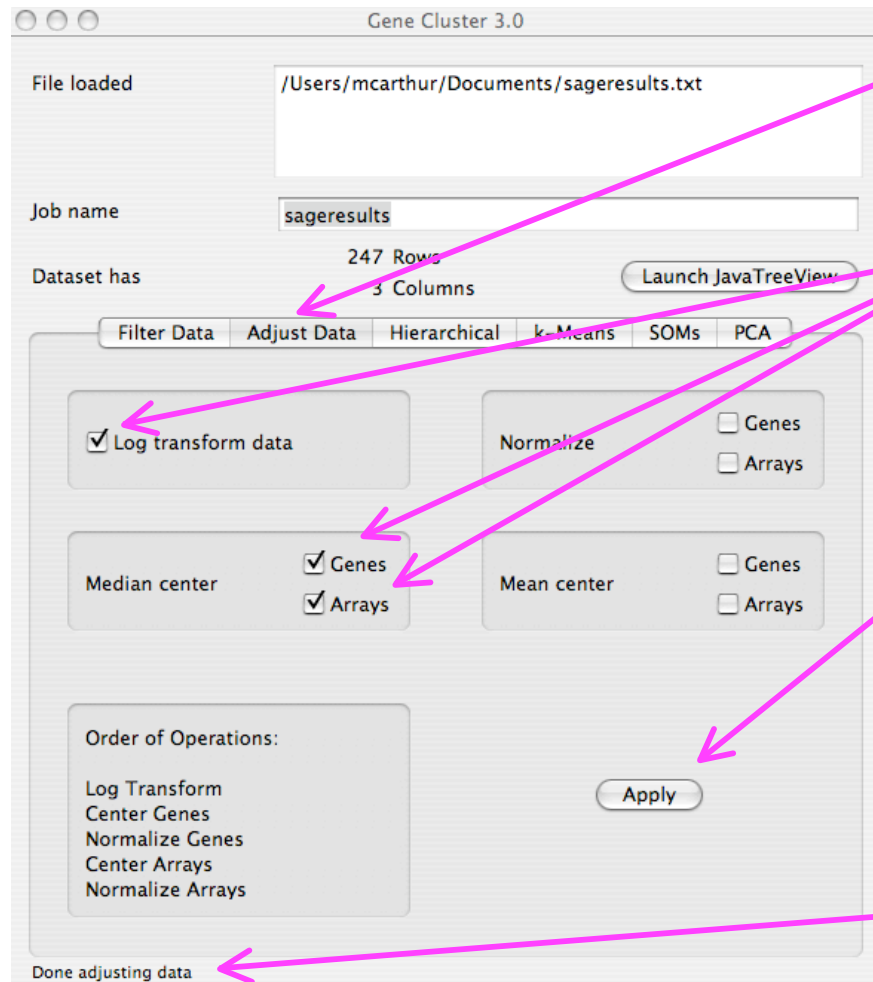 Gene Cluster 3.0
File loaded
/Users/mcarthur/Documents/sageresults.txt
Job name
sageresults
Dataset has
247 Rows
3 Columns
Launch JavaTreeView
Filter Data Adjust Data Hierarchical k-Means SOMs PCA
Log transform data
Normalize
Genes
Arrays
Median center
Genes
Arrays
Mean center
Genes
Arrays
Order of Operations:
Log Transform
Center Genes
Normalize Genes
Center Arrays
Normalize Arrays
Apply
Done adjusting data